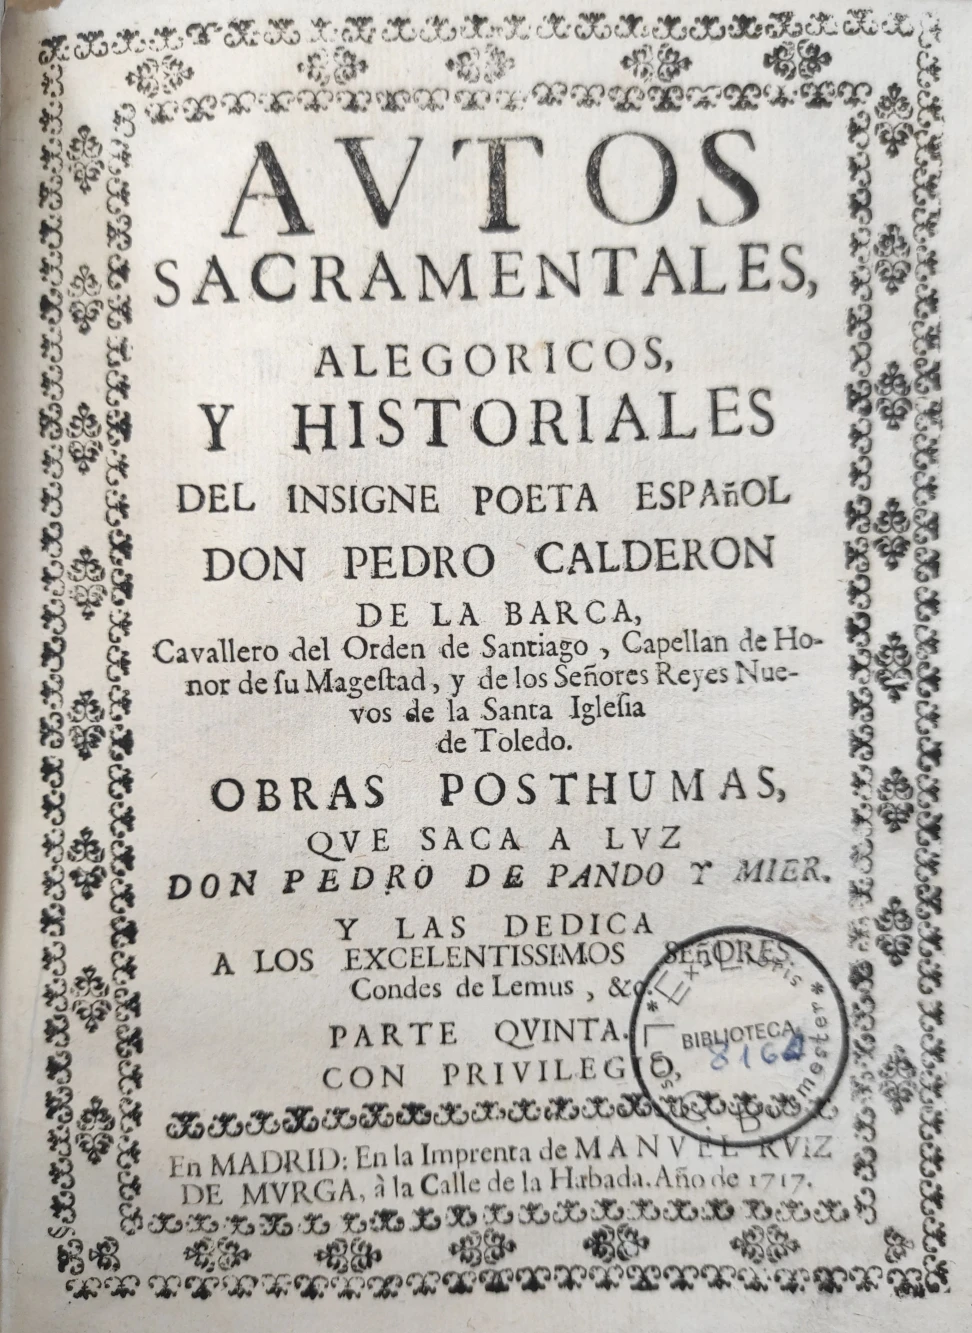 AVTOS
SACRAMENTALES,
ALEGORICOS,
Y HISTORIALES
DEL INSIGNE POETA ESPAñOL
DON PEDRO CALDERON
DE LA BARCA,
Cavallero del Orden de Santiago, Capellan de Ho-
nor de ſu Mageſtad, y de los Señores Reyes Nue-
vos de la Santa Igleſia
de Toledo.
OBRAS POSTHUMAS,
QVE SACA A LVZ
DON PEDRO DE PANDO Y MIER.
Y LAS DEDICA
A LOS EXCELENTISSIMOS SEñORES
Condes de Lemus, &c.
PARTE QVINTA.
CON PRIVILEGIO,
En MADRID: En la Imprenta de MANVEL RVIZ
DE MVRGA, à la Calle de la Habada. Año de 1717.
Ex Libris
BIBLIOTECA